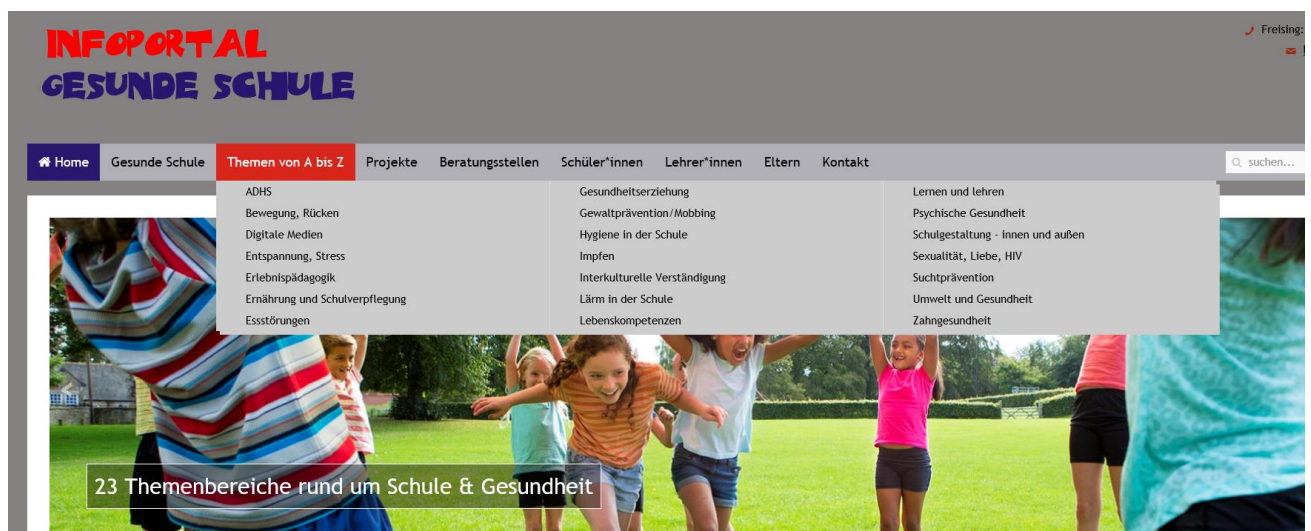 INFOPORTAL
GESUNDE SCHULE
Freising:
Home Gesunde Schule Themen von A bis Z Projekte Beratungsstellen Schüler*innen Lehrer*innen Eltern Kontakt suchen...
ADHS
Bewegung, Rücken
Digitale Medien
Entspannung, Stress
Erlebnispädagogik
Ernährung und Schulverpflegung
Essstörungen
Gesundheitserziehung
Gewaltprävention/Mobbing
Hygiene in der Schule
Impfen
Interkulturelle Verständigung
Lärm in der Schule
Lebenskompetenzen
Lernen und lehren
Psychische Gesundheit
Schulgestaltung - innen und außen
Sexualität, Liebe, HIV
Suchtprävention
Umwelt und Gesundheit
Zahngesundheit
23 Themenbereiche rund um Schule & Gesundheit